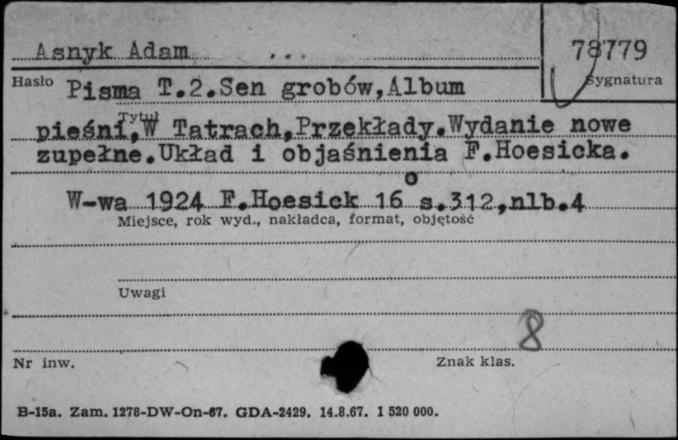 Asnyk Adam ...
78779
Hasło
Sygnatura
Pisma T.2.Sen grobów,Album
Tytuł
pieśni,W Tatrach,Przekłady.Wydanie nowe
zupełne.Układ i objaśnienia F.Hoesicka.
W-wa 1924 F.Hoesick 16° s.312,nlb.4
Miejsce, rok wyd., nakładca, format, objętość
Uwagi
8
Nr inw.
Znak klas.
B-15a. Zam. 1278-DW-On-67. GDA-2429. 14.8.67. 1 520 000.